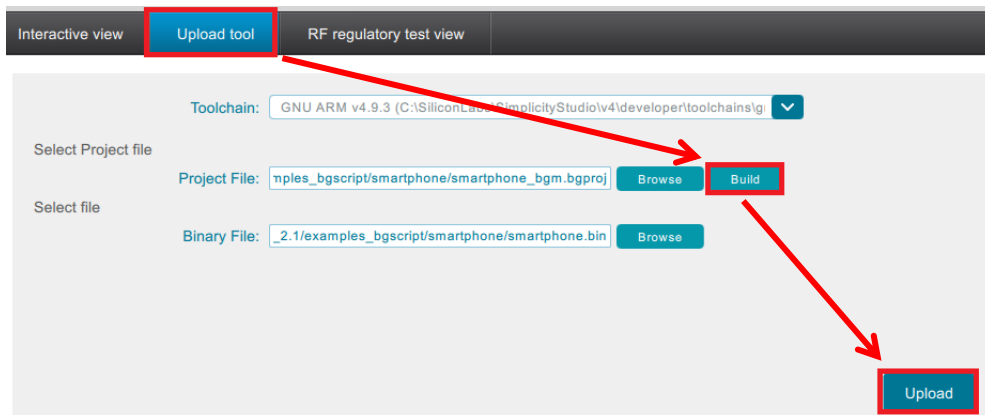 Interactive view Upload tool RF regulatory test view
Toolchain: GNU ARM v4.9.3 (C:\SiliconLabs\SimplicityStudio\v4\developer\toolchains\g
Select Project file
Project File: mples_bgscript/smartphone/smartphone_bgm.bgproj Browse Build
Select file
Binary File: _2.1/examples_bgscript/smartphone/smartphone.bin Browse
Upload